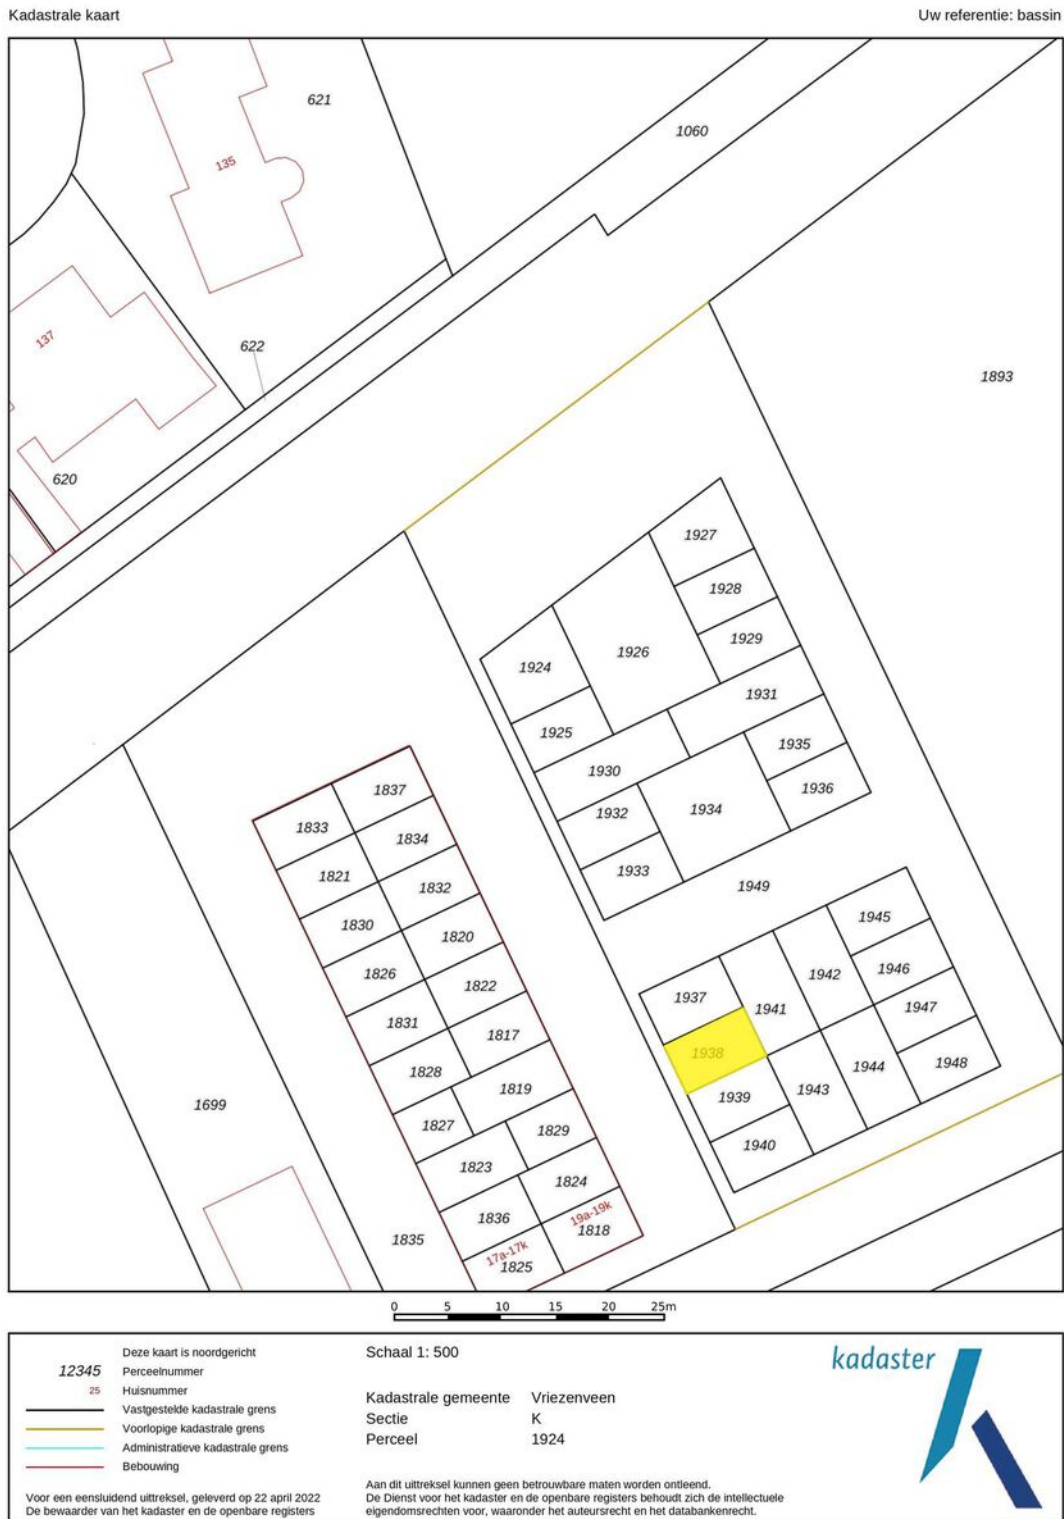 Kadastrale kaart
Uw referentie: bassin
621
1060
135
137
622
1893
620
1927
1928
1924
1926
1929
1931
1925
1930
1935
1837
1936
1932
1934
1833
1834
1933
1821
1832
1949
1830
1820
1945
1826
1822
1937
1942
1946
1941
1947
1831
1817
1938
1828
1819
1939
1943
1944
1948
1699
1827
1829
1940
1823
1824
1836
19a-19k
1835
1818
17a-17k
1825
0 5 10 15 20 25m
Deze kaart is noordgericht
12345 Perceelnummer
25 Huisnummer
Vastgestelde kadastrale grens
Voorlopige kadastrale grens
Administratieve kadastrale grens
Bebouwing
Voor een eensluidend uittreksel, geleverd op 22 april 2022
De bewaarder van het kadaster en de openbare registers
Schaal 1: 500
Kadastrale gemeente Vriezenveen
Sectie K
Perceel 1924
Aan dit uittreksel kunnen geen betrouwbare maten worden ontleend.
De Dienst voor het kadaster en de openbare registers behoudt zich de intellectuele
eigendomsrechten voor, waaronder het auteursrecht en het databankenrecht.
kadaster